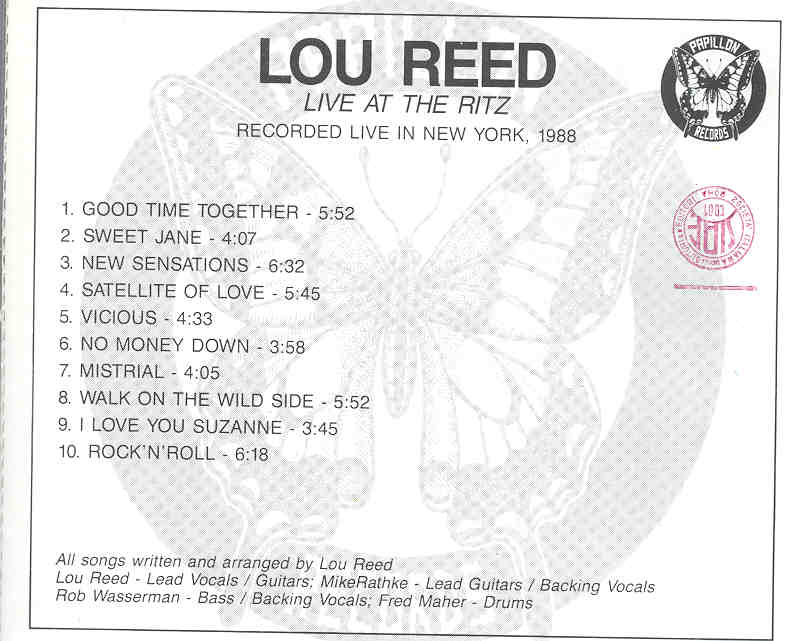 LOU REED
LIVE AT THE RITZ
RECORDED LIVE IN NEW YORK, 1988
PAPILLON
RECORDS
1. GOOD TIME TOGETHER - 5:52
2. SWEET JANE - 4:07
3. NEW SENSATIONS - 6:32
4. SATELLITE OF LOVE - 5:45
5. VICIOUS - 4:33
6. NO MONEY DOWN - 3:58
7. MISTRIAL - 4:05
8. WALK ON THE WILD SIDE - 5:52
9. I LOVE YOU SUZANNE - 3:45
10. ROCK'N'ROLL - 6:18
SIAE
All songs written and arranged by Lou Reed
Lou Reed - Lead Vocals / Guitars; MikeRathke - Lead Guitars / Backing Vocals
Rob Wasserman - Bass / Backing Vocals; Fred Maher - Drums